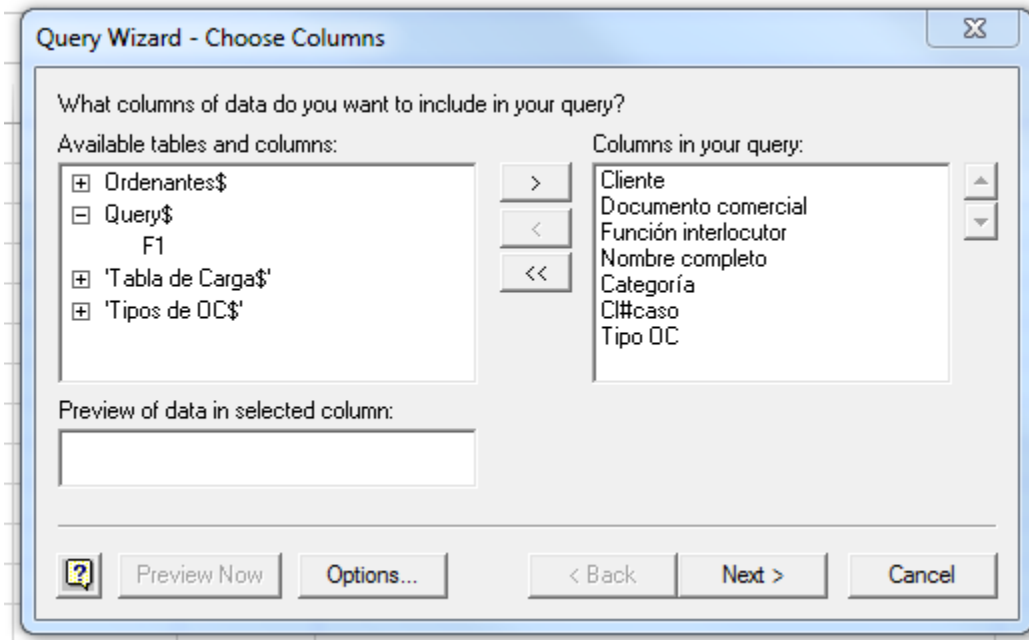 Query Wizard - Choose Columns
What columns of data do you want to include in your query?
Available tables and columns:
Columns in your query:
Ordenantes$
Query$
F1
'Tabla de Carga$'
'Tipos de OC$'
>
<
<<
Cliente
Documento comercial
Función interlocutor
Nombre completo
Categoría
Cl#caso
Tipo OC
Preview of data in selected column:
?
Preview Now
Options...
< Back
Next >
Cancel